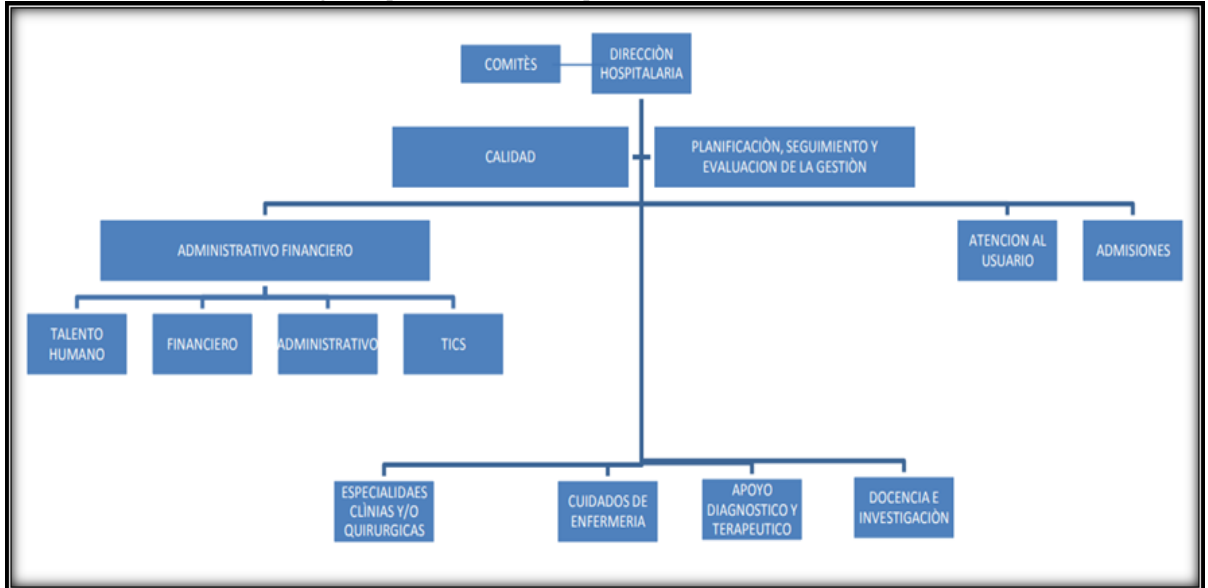 COMITÈS
DIRECCIÒN
HOSPITALARIA
CALIDAD
PLANIFICACIÒN, SEGUIMIENTO Y
EVALUACION DE LA GESTIÒN
ADMINISTRATIVO FINANCIERO
ATENCION AL
USUARIO
ADMISIONES
TALENTO
HUMANO
FINANCIERO
ADMINISTRATIVO
TICS
ESPECIALIDAES
CLÌNIAS Y/O
QUIRURGICAS
CUIDADOS DE
ENFERMERIA
APOYO
DIAGNOSTICO Y
TERAPEUTICO
DOCENCIA E
INVESTIGACIÒN